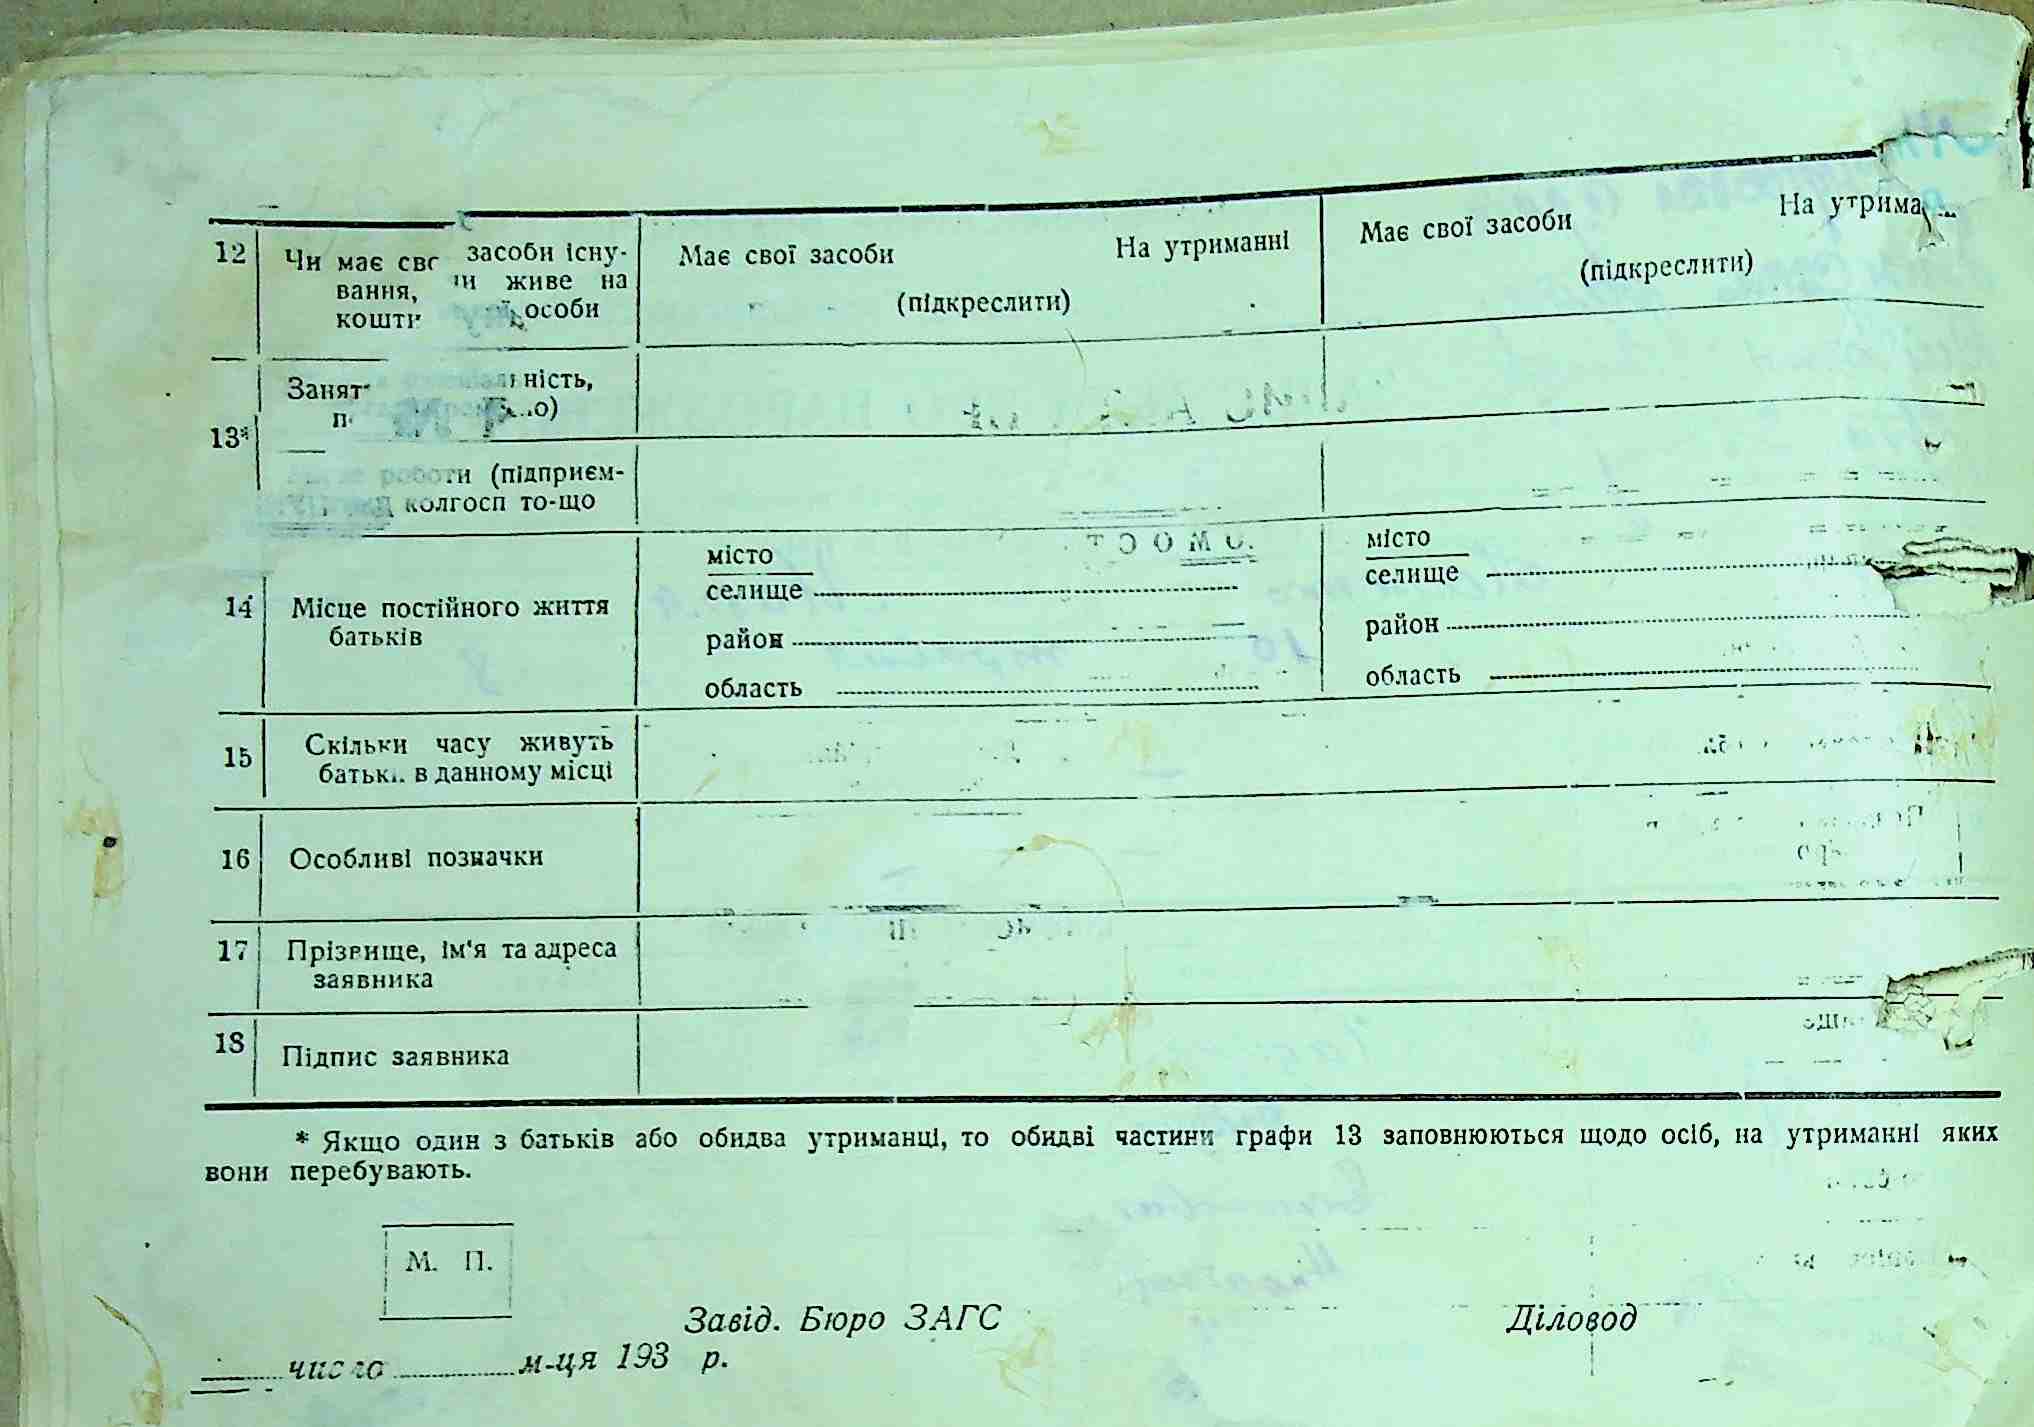 12 Чи має засоби існу- Має свої засоби На утриманні Має свої засоби На утрима
вання, живе на (підкреслити) (підкреслити)
особи
Занят ність,
13*
роботи (підприєм-
колгосп то-що
14 Місце постійного життя
батьків
місто
селище
район
область
місто
селище
район
область
15 Скільки часу живуть
батьк в данному місці
16 Особливі позначки
17 Прізвище, ім'я та адреса
заявника
18 Підпис заявника
* Якщо один з батьків або обидва утриманці, то обидві частини графи 13 заповнюються щодо осіб, на утриманні яких
вони перебувають.
М. П.
Завід. Бюро ЗАГС Діловод
число м-ця 193 р.